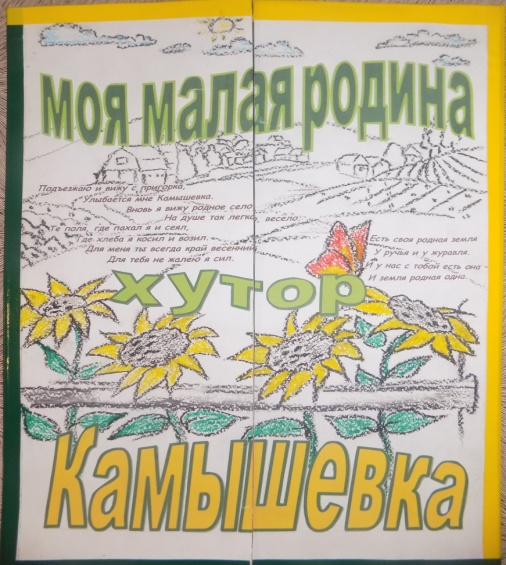 МОЯ МАЛАЯ РОДИНА
Подъезжаю и вижу с пригорка,
Улыбается мне Камышевка.
Вновь я вижу родное село
На душе так легко, весело.
Те поля, где пахал я и сеял,
Где хлеба я косил и возил.
Для меня ты всегда край весенний,
Для тебя не жалею я сил.
Есть своя родная земля
У ручья и у журавля.
И у нас с тобой есть она -
И земля родная одна.
хутор
Камышевка